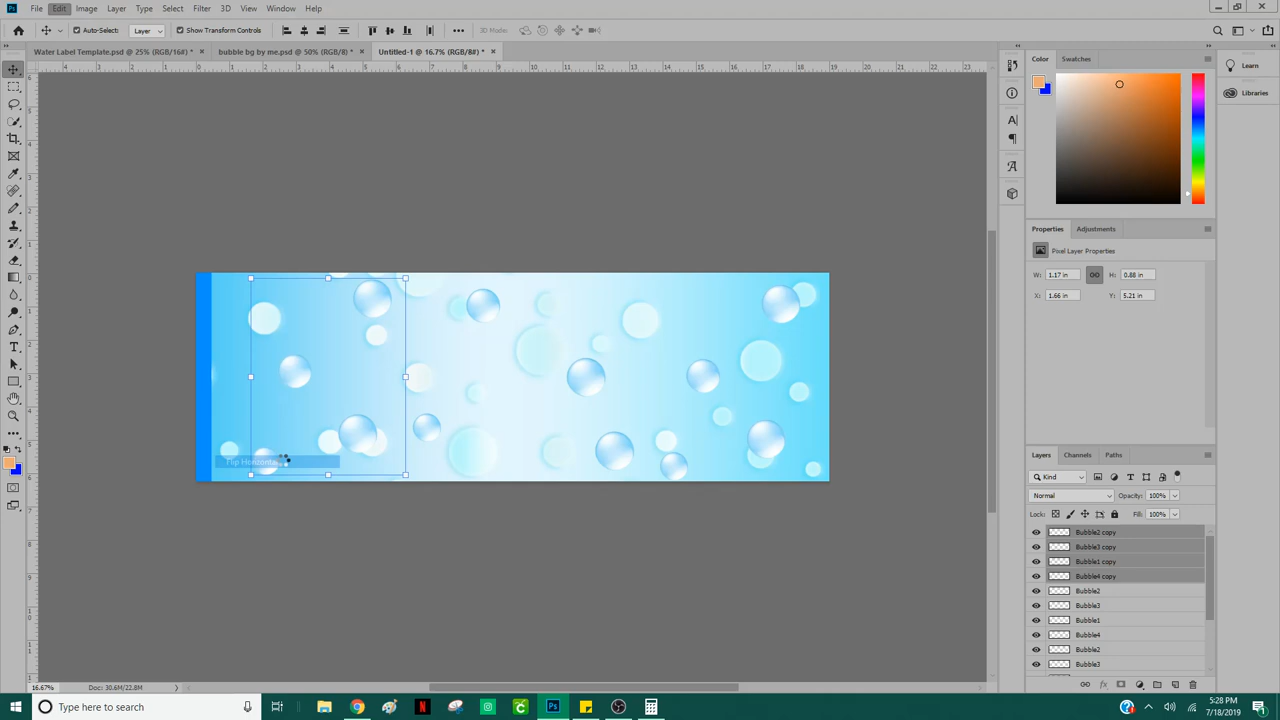 Ps File Edit Image Layer Type Select Filter 3D View Window Help
Auto-Select: Layer Show Transform Controls 3D Mode:
Water Label Template.psd @ 25% (RGB/16#) * × bubble bg by me.psd @ 50% (RGB/8) * × Untitled-1 @ 16.7% (RGB/8#) * ×
Color Swatches
Learn
Libraries
Properties Adjustments
Pixel Layer Properties
W: 1.17 in H: 0.88 in
X: 1.66 in Y: 5.21 in
Flip Horizontal
Layers Channels Paths
Kind
Normal Opacity: 100%
Lock: Fill: 100%
Bubble2 copy
Bubble3 copy
Bubble1 copy
Bubble4 copy
Bubble2
Bubble3
Bubble1
Bubble4
Bubble2
Bubble3
16.67% Doc: 30.6M/22.8M
Type here to search
5:28 PM
7/18/2019